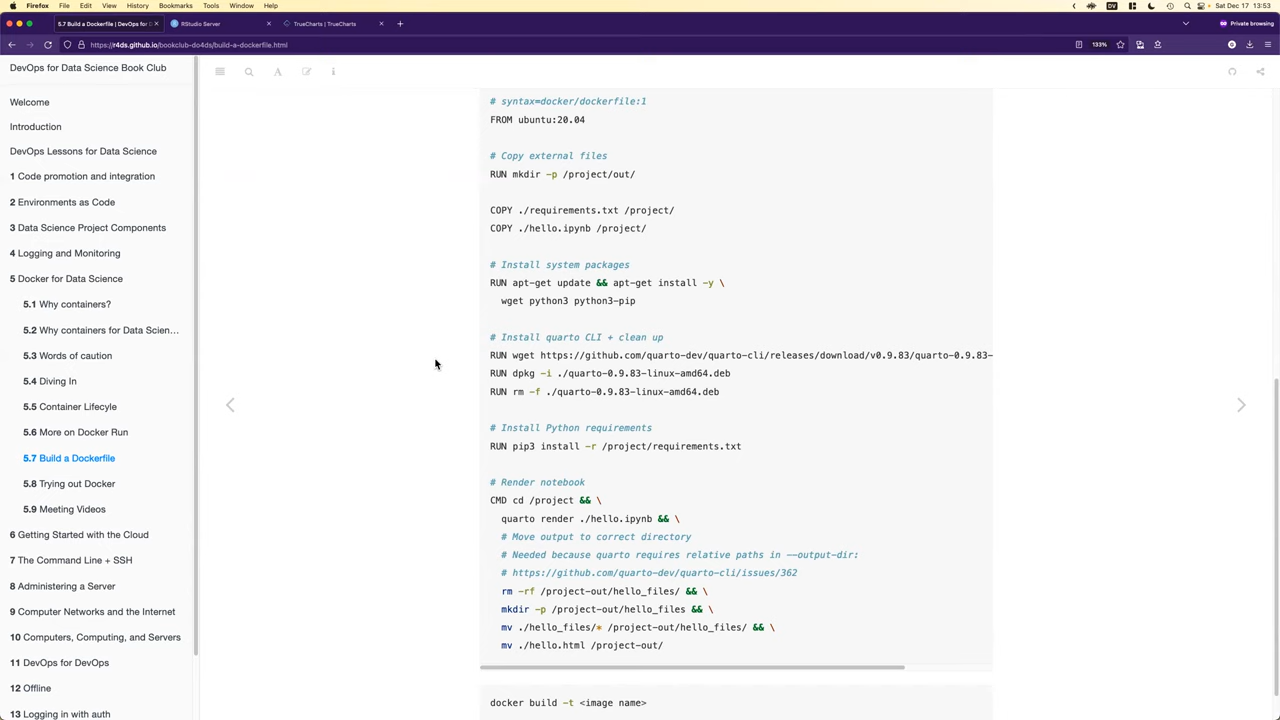 Firefox File Edit View History Bookmarks Tools Window Help
DV
Sat Dec 17 13:53
5.7 Build a Dockerfile | DevOps for D
RStudio Server
TrueCharts | TrueCharts
Private browsing
https://r4ds.github.io/bookclub-do4ds/build-a-dockerfile.html
133%
DevOps for Data Science Book Club
Welcome
Introduction
DevOps Lessons for Data Science
1 Code promotion and integration
2 Environments as Code
3 Data Science Project Components
4 Logging and Monitoring
5 Docker for Data Science
5.1 Why containers?
5.2 Why containers for Data Scien…
5.3 Words of caution
5.4 Diving In
5.5 Container Lifecyle
5.6 More on Docker Run
5.7 Build a Dockerfile
5.8 Trying out Docker
5.9 Meeting Videos
6 Getting Started with the Cloud
7 The Command Line + SSH
8 Administering a Server
9 Computer Networks and the Internet
10 Computers, Computing, and Servers
11 DevOps for DevOps
12 Offline
13 Logging in with auth
# syntax=docker/dockerfile:1
FROM ubuntu:20.04
# Copy external files
RUN mkdir -p /project/out/
COPY ./requirements.txt /project/
COPY ./hello.ipynb /project/
# Install system packages
RUN apt-get update && apt-get install -y \
wget python3 python3-pip
# Install quarto CLI + clean up
RUN wget https://github.com/quarto-dev/quarto-cli/releases/download/v0.9.83/quarto-0.9.83-
RUN dpkg -i ./quarto-0.9.83-linux-amd64.deb
RUN rm -f ./quarto-0.9.83-linux-amd64.deb
# Install Python requirements
RUN pip3 install -r /project/requirements.txt
# Render notebook
CMD cd /project && \
quarto render ./hello.ipynb && \
# Move output to correct directory
# Needed because quarto requires relative paths in --output-dir:
# https://github.com/quarto-dev/quarto-cli/issues/362
rm -rf /project-out/hello_files/ && \
mkdir -p /project-out/hello_files && \
mv ./hello_files/* /project-out/hello_files/ && \
mv ./hello.html /project-out/
docker build -t <image name>